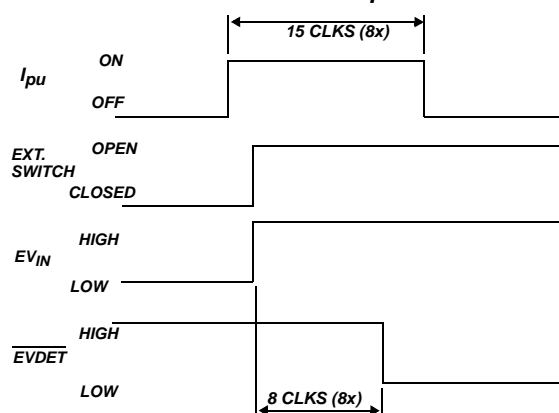 15 CLKS (8x)
Ipu
ON
OFF
EXT.
SWITCH
OPEN
CLOSED
EVIN
HIGH
LOW
EVDET
HIGH
LOW
8 CLKS (8x)